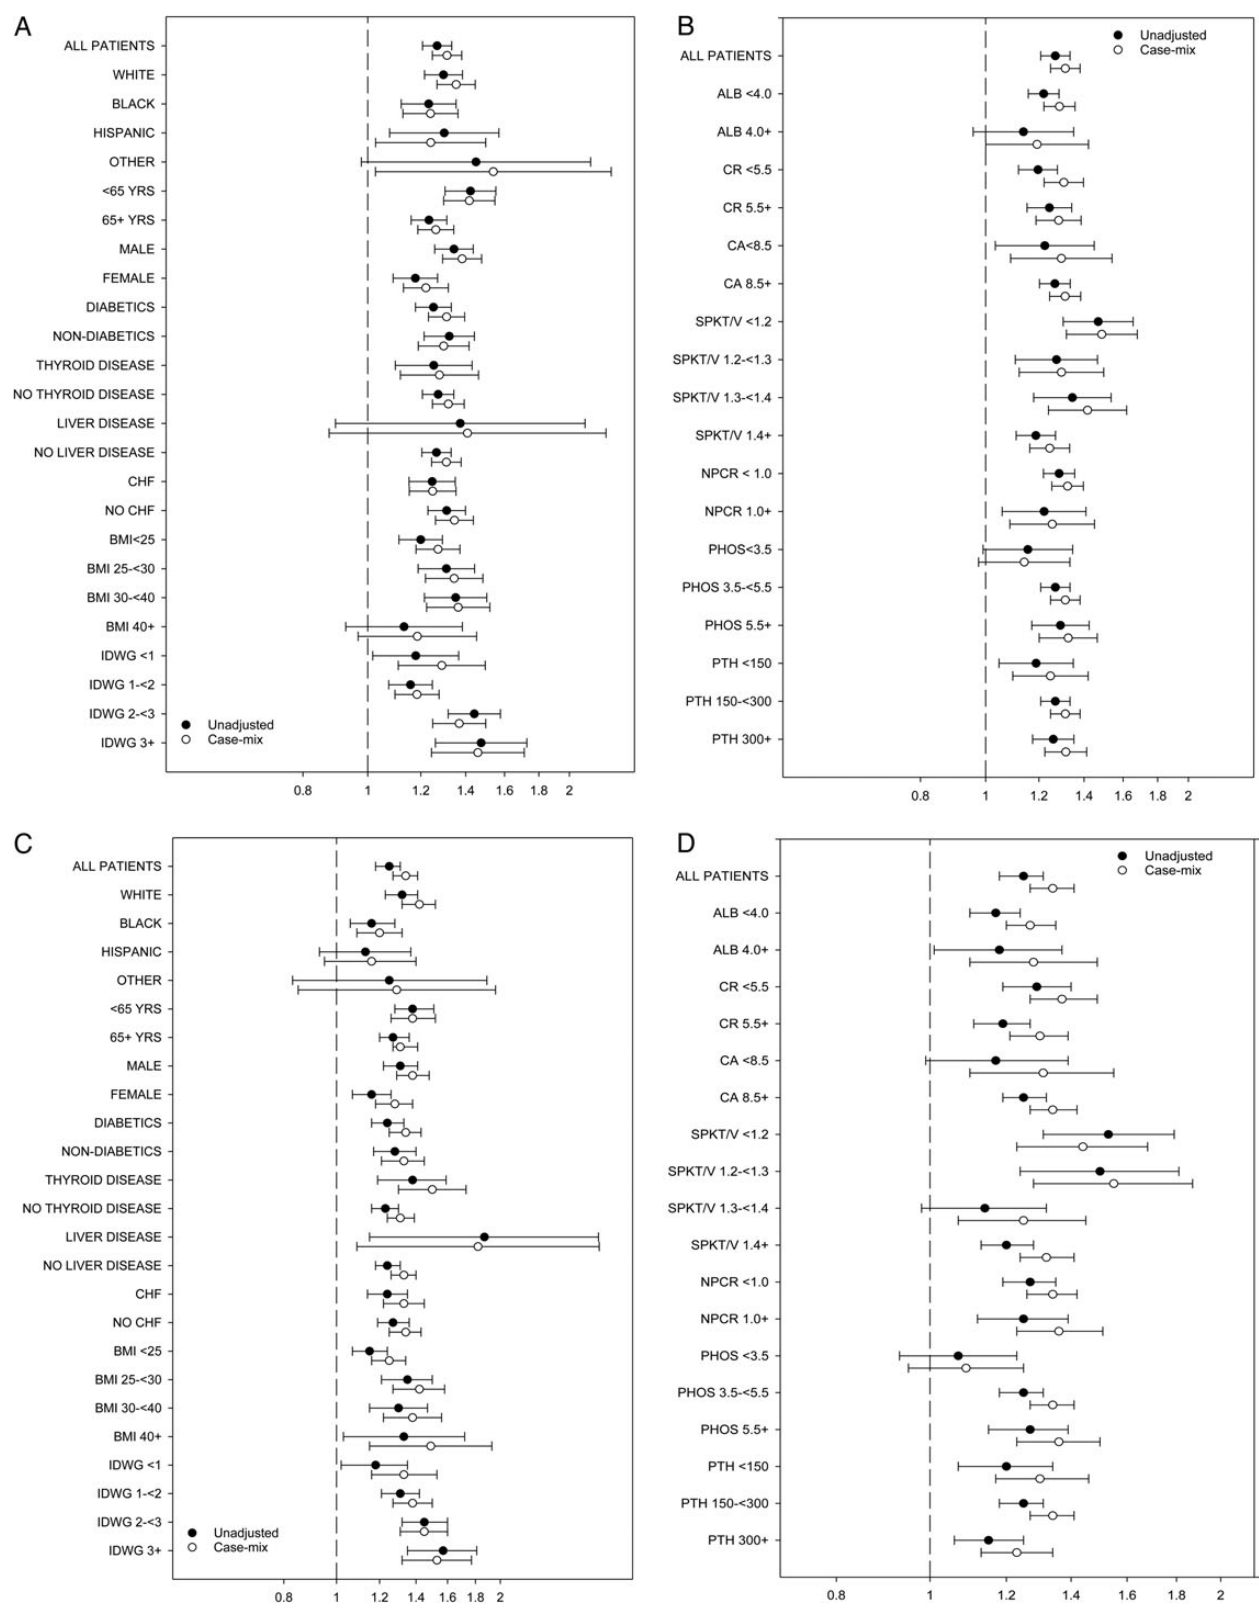 A
ALL PATIENTS
WHITE
BLACK
HISPANIC
OTHER
<65 YRS
65+ YRS
MALE
FEMALE
DIABETICS
NON-DIABETICS
THYROID DISEASE
NO THYROID DISEASE
LIVER DISEASE
NO LIVER DISEASE
CHF
NO CHF
BMI<25
BMI 25-<30
BMI 30-<40
BMI 40+
IDWG <1
IDWG 1-<2
IDWG 2-<3
IDWG 3+
Unadjusted
Case-mix
0.8 1 1.2 1.4 1.6 1.8 2
B
Unadjusted
Case-mix
ALL PATIENTS
ALB <4.0
ALB 4.0+
CR <5.5
CR 5.5+
CA<8.5
CA 8.5+
SPKT/V <1.2
SPKT/V 1.2-<1.3
SPKT/V 1.3-<1.4
SPKT/V 1.4+
NPCR < 1.0
NPCR 1.0+
PHOS<3.5
PHOS 3.5-<5.5
PHOS 5.5+
PTH <150
PTH 150-<300
PTH 300+
0.8 1 1.2 1.4 1.6 1.8 2
C
ALL PATIENTS
WHITE
BLACK
HISPANIC
OTHER
<65 YRS
65+ YRS
MALE
FEMALE
DIABETICS
NON-DIABETICS
THYROID DISEASE
NO THYROID DISEASE
LIVER DISEASE
NO LIVER DISEASE
CHF
NO CHF
BMI <25
BMI 25-<30
BMI 30-<40
BMI 40+
IDWG <1
IDWG 1-<2
IDWG 2-<3
IDWG 3+
Unadjusted
Case-mix
0.8 1 1.2 1.4 1.6 1.8 2
D
Unadjusted
Case-mix
ALL PATIENTS
ALB <4.0
ALB 4.0+
CR <5.5
CR 5.5+
CA <8.5
CA 8.5+
SPKT/V <1.2
SPKT/V 1.2-<1.3
SPKT/V 1.3-<1.4
SPKT/V 1.4+
NPCR <1.0
NPCR 1.0+
PHOS <3.5
PHOS 3.5-<5.5
PHOS 5.5+
PTH <150
PTH 150-<300
PTH 300+
0.8 1 1.2 1.4 1.6 1.8 2